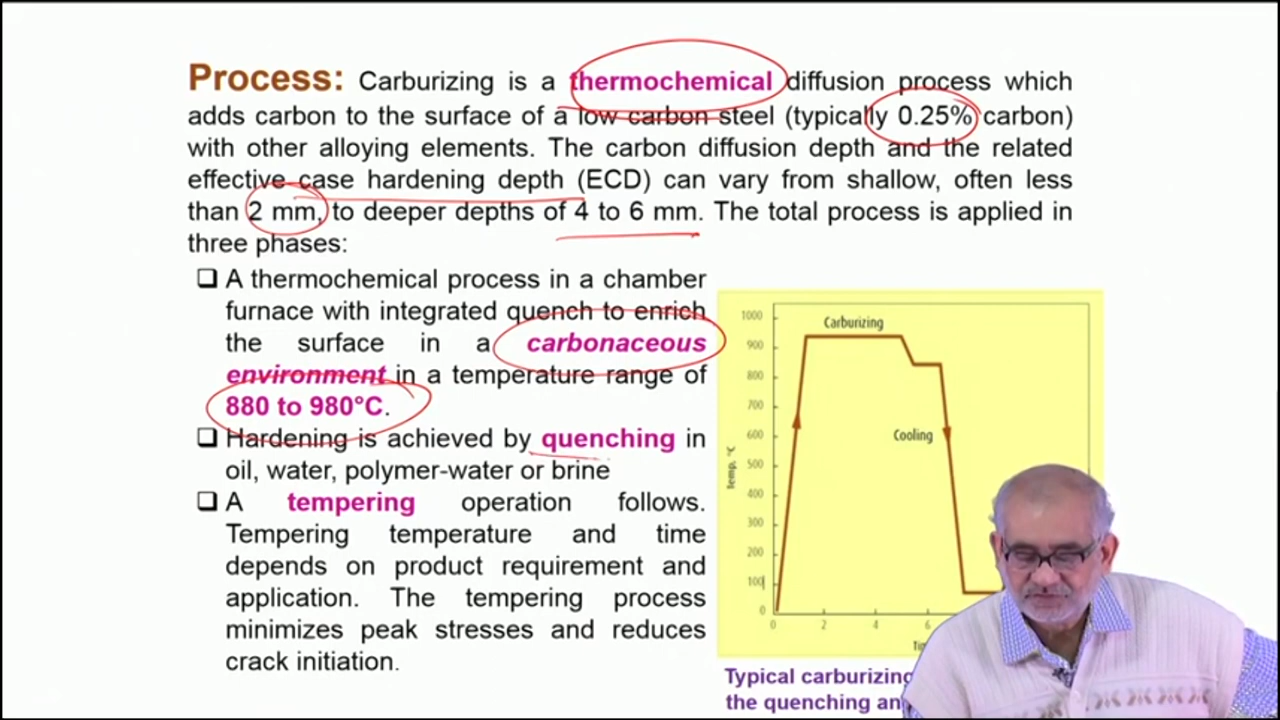 Process: Carburizing is a thermochemical diffusion process which
adds carbon to the surface of a low carbon steel (typically 0.25% carbon)
with other alloying elements. The carbon diffusion depth and the related
effective case hardening depth (ECD) can vary from shallow, often less
than 2 mm, to deeper depths of 4 to 6 mm. The total process is applied in
three phases:
❑ A thermochemical process in a chamber
furnace with integrated quench to enrich
the surface in a carbonaceous
environment in a temperature range of
880 to 980°C.
❑ Hardening is achieved by quenching in
oil, water, polymer-water or brine
❑ A tempering operation follows.
Tempering temperature and time
depends on product requirement and
application. The tempering process
minimizes peak stresses and reduces
crack initiation.
1000
900
800
700
600
500
400
300
200
100
0
Temp, °C
Carburizing
Cooling
0 2 4 6
Typical carburizing
the quenching